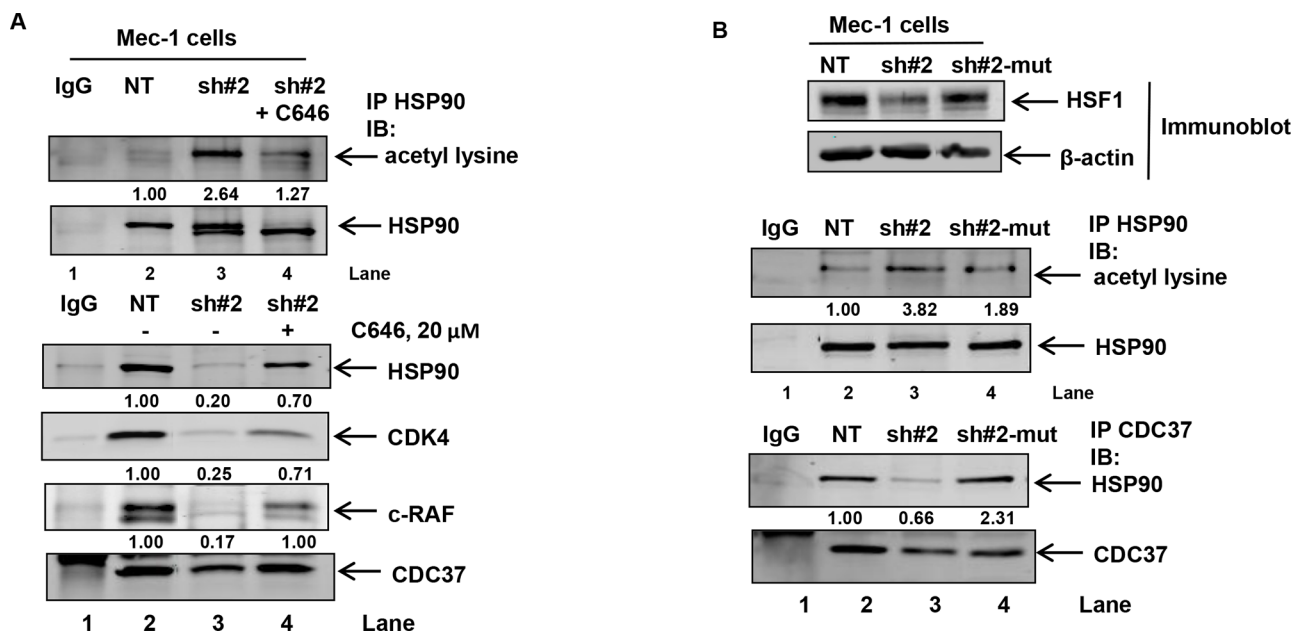 A
Mec-1 cells
IgG NT sh#2 sh#2 + C646
IP HSP90
IB:
acetyl lysine
1.00 2.64 1.27
HSP90
1 2 3 4 Lane
IgG NT sh#2 sh#2
- - + C646, 20 μM
HSP90
1.00 0.20 0.70
CDK4
1.00 0.25 0.71
c-RAF
1.00 0.17 1.00
CDC37
1 2 3 4 Lane
B
Mec-1 cells
NT sh#2 sh#2-mut
HSF1
Immunoblot
β-actin
IgG NT sh#2 sh#2-mut
IP HSP90
IB:
acetyl lysine
1.00 3.82 1.89
HSP90
1 2 3 4 Lane
IgG NT sh#2 sh#2-mut
IP CDC37
IB:
HSP90
1.00 0.66 2.31
CDC37
1 2 3 4 Lane